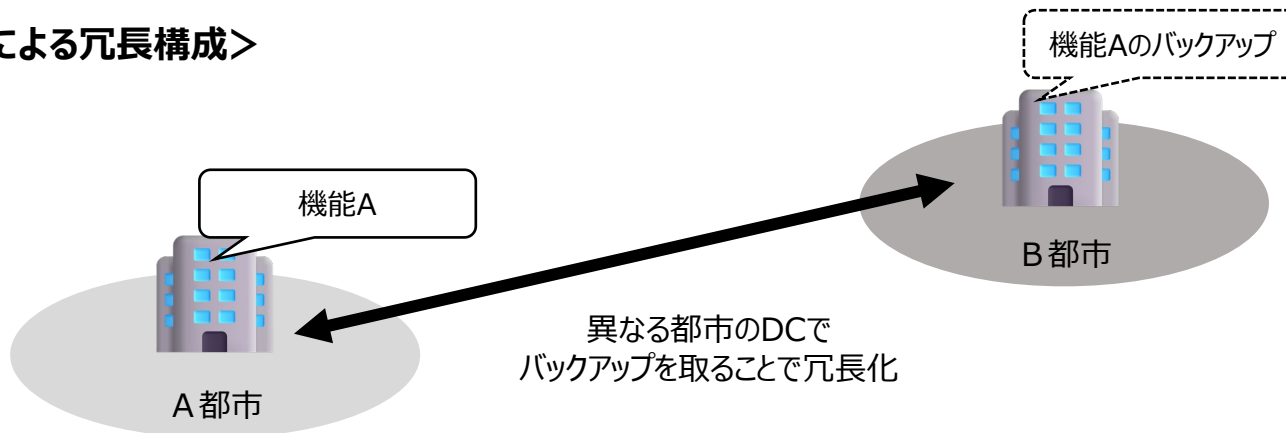 による冗長構成＞
機能Aのバックアップ
機能A
B都市
異なる都市のDCで
バックアップを取ることで冗長化
A都市